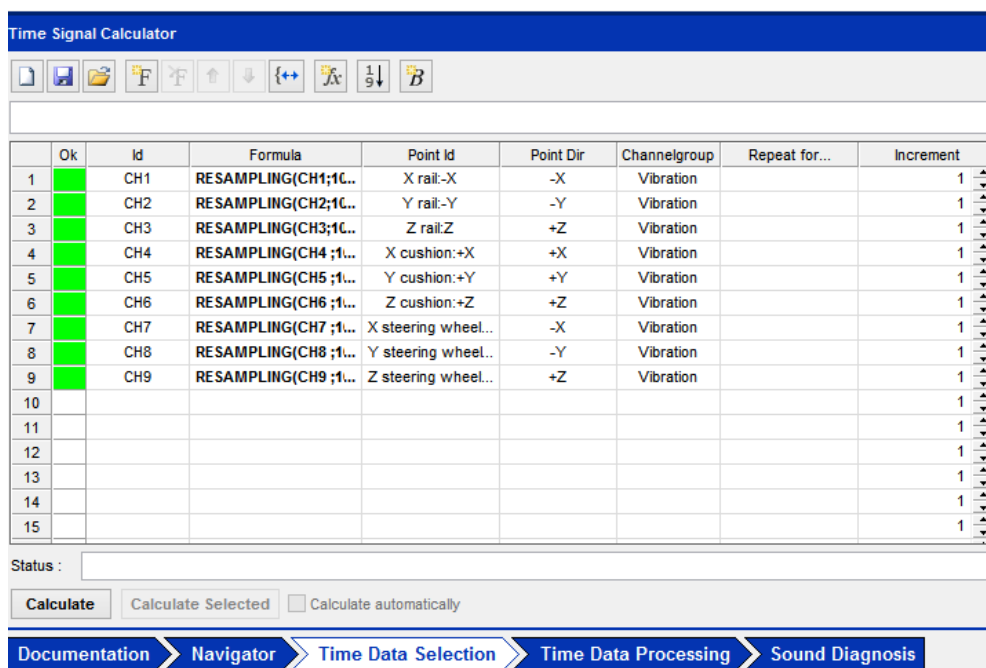 Time Signal Calculator
F F {↔ fx 1 9 B
Ok Id Formula Point Id Point Dir Channelgroup Repeat for... Increment
1 CH1 RESAMPLING(CH1;10... X rail:-X -X Vibration 1
2 CH2 RESAMPLING(CH2;10... Y rail:-Y -Y Vibration 1
3 CH3 RESAMPLING(CH3;10... Z rail:Z +Z Vibration 1
4 CH4 RESAMPLING(CH4 ;1... X cushion:+X +X Vibration 1
5 CH5 RESAMPLING(CH5 ;1... Y cushion:+Y +Y Vibration 1
6 CH6 RESAMPLING(CH6 ;1... Z cushion:+Z +Z Vibration 1
7 CH7 RESAMPLING(CH7 ;1... X steering wheel... -X Vibration 1
8 CH8 RESAMPLING(CH8 ;1... Y steering wheel... -Y Vibration 1
9 CH9 RESAMPLING(CH9 ;1... Z steering wheel... +Z Vibration 1
10 1
11 1
12 1
13 1
14 1
15 1
Status :
Calculate Calculate Selected Calculate automatically
Documentation Navigator Time Data Selection Time Data Processing Sound Diagnosis